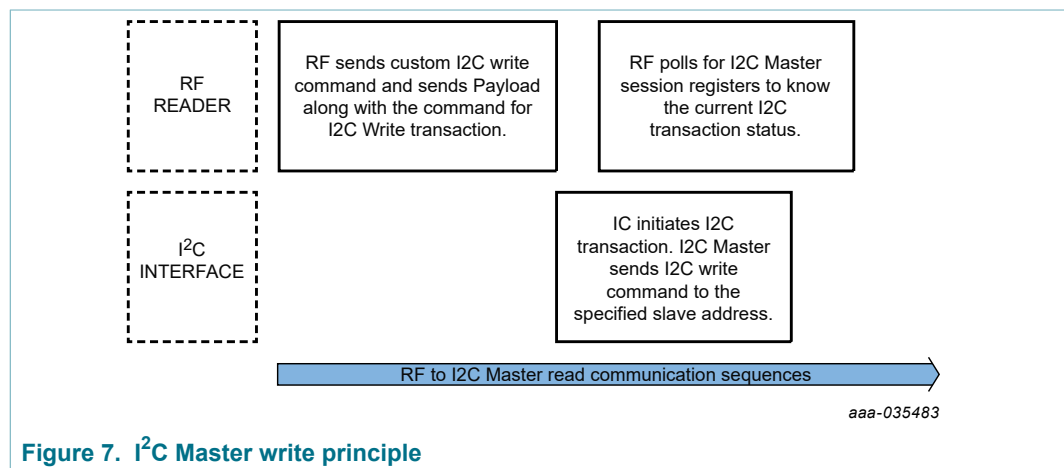 RF
READER
RF sends custom I2C write
command and sends Payload
along with the command for
I2C Write transaction.
RF polls for I2C Master
session registers to know
the current I2C
transaction status.
I²C
INTERFACE
IC initiates I2C
transaction. I2C Master
sends I2C write
command to the
specified slave address.
RF to I2C Master read communication sequences
aaa-035483
Figure 7. I²C Master write principle